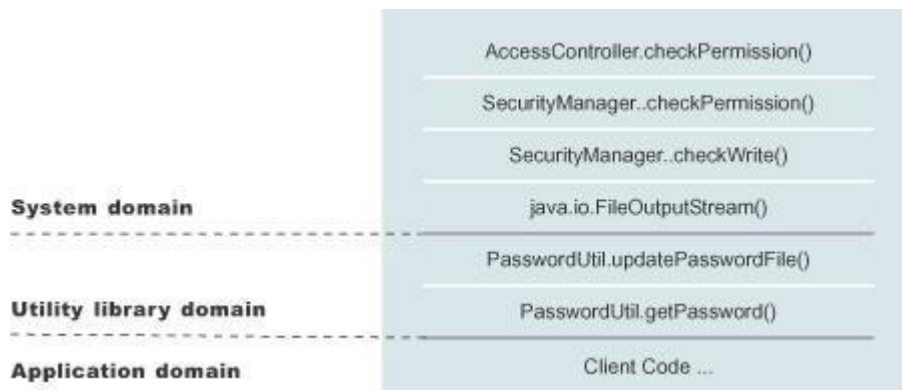 AccessController.checkPermission()
SecurityManager..checkPermission()
SecurityManager..checkWrite()
System domain
java.io.FileOutputStream()
PasswordUtil.updatePasswordFile()
Utility library domain
PasswordUtil.getPassword()
Application domain
Client Code ...